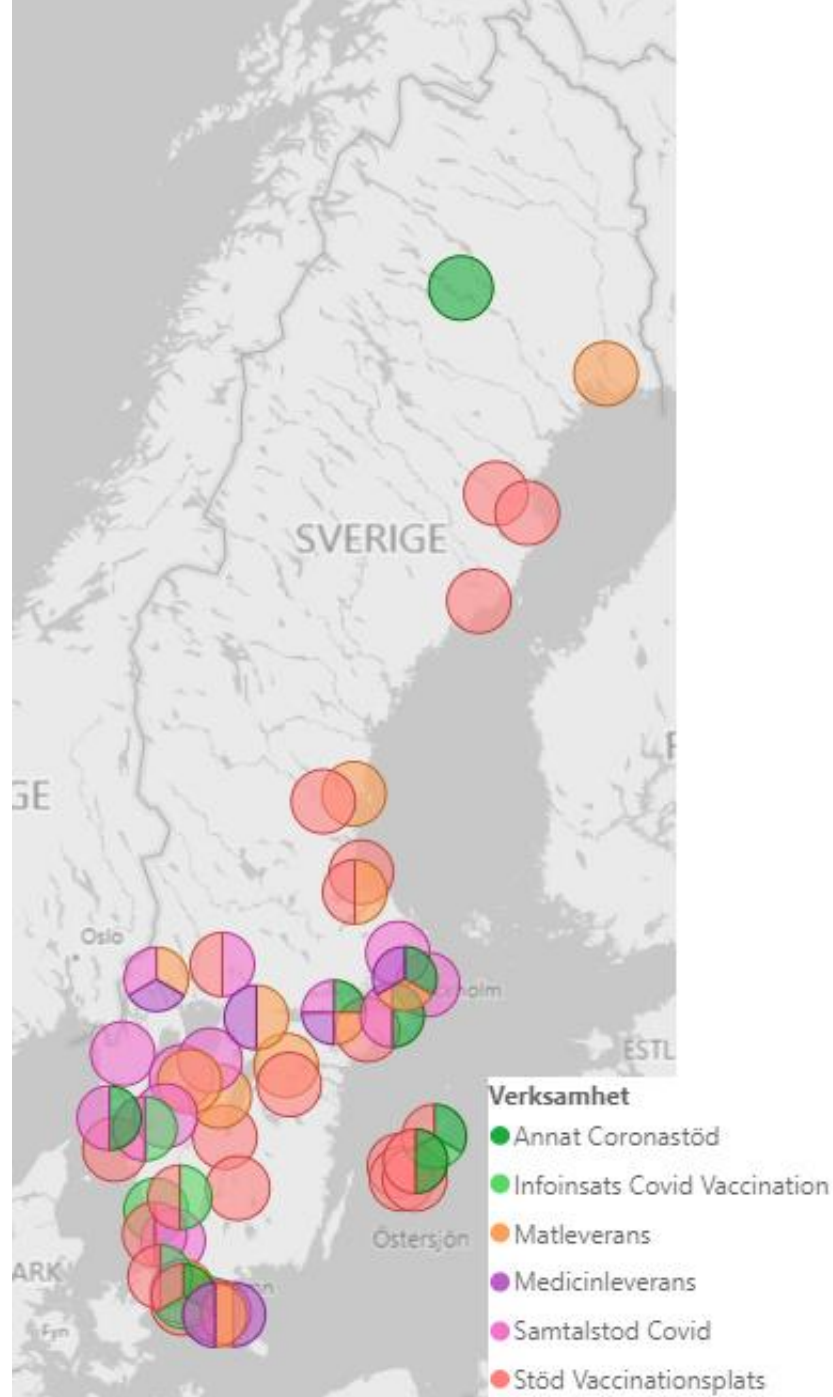 SVERIGE
GE
Oslo
holm
ESTL
Verksamhet
Annat Coronastöd
Infoinsats Covid Vaccination
Matleverans
Medicinleverans
Samtalstod Covid
Stöd Vaccinationsplats
Östersjön
ARK
Fyn